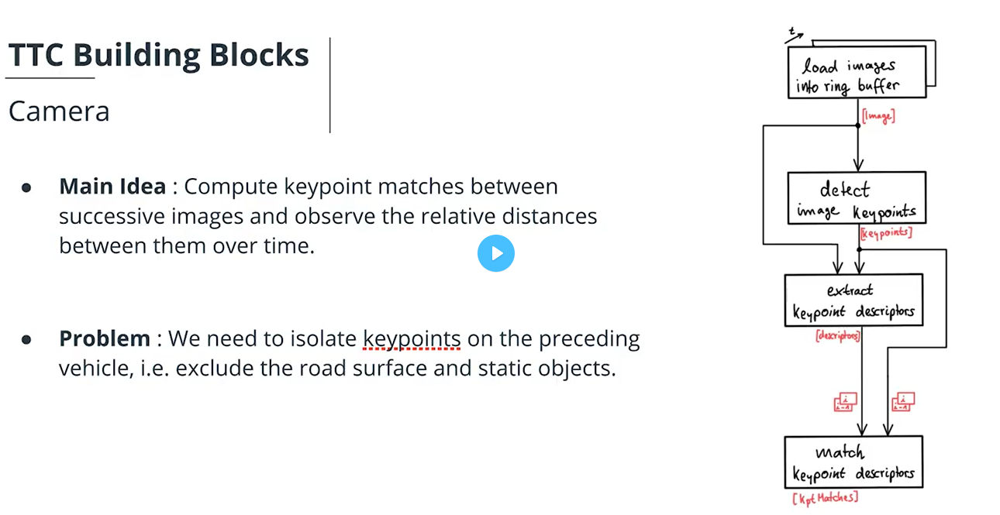 TTC Building Blocks
Camera
● Main Idea : Compute keypoint matches between
successive images and observe the relative distances
between them over time.
● Problem : We need to isolate keypoints on the preceding
vehicle, i.e. exclude the road surface and static objects.
t
load images
into ring buffer
[Image]
detect
image keypoints
[keypoints]
extract
keypoint descriptors
[descriptors]
i
i-1
i
i-1
match
keypoint descriptors
[kptMatches]